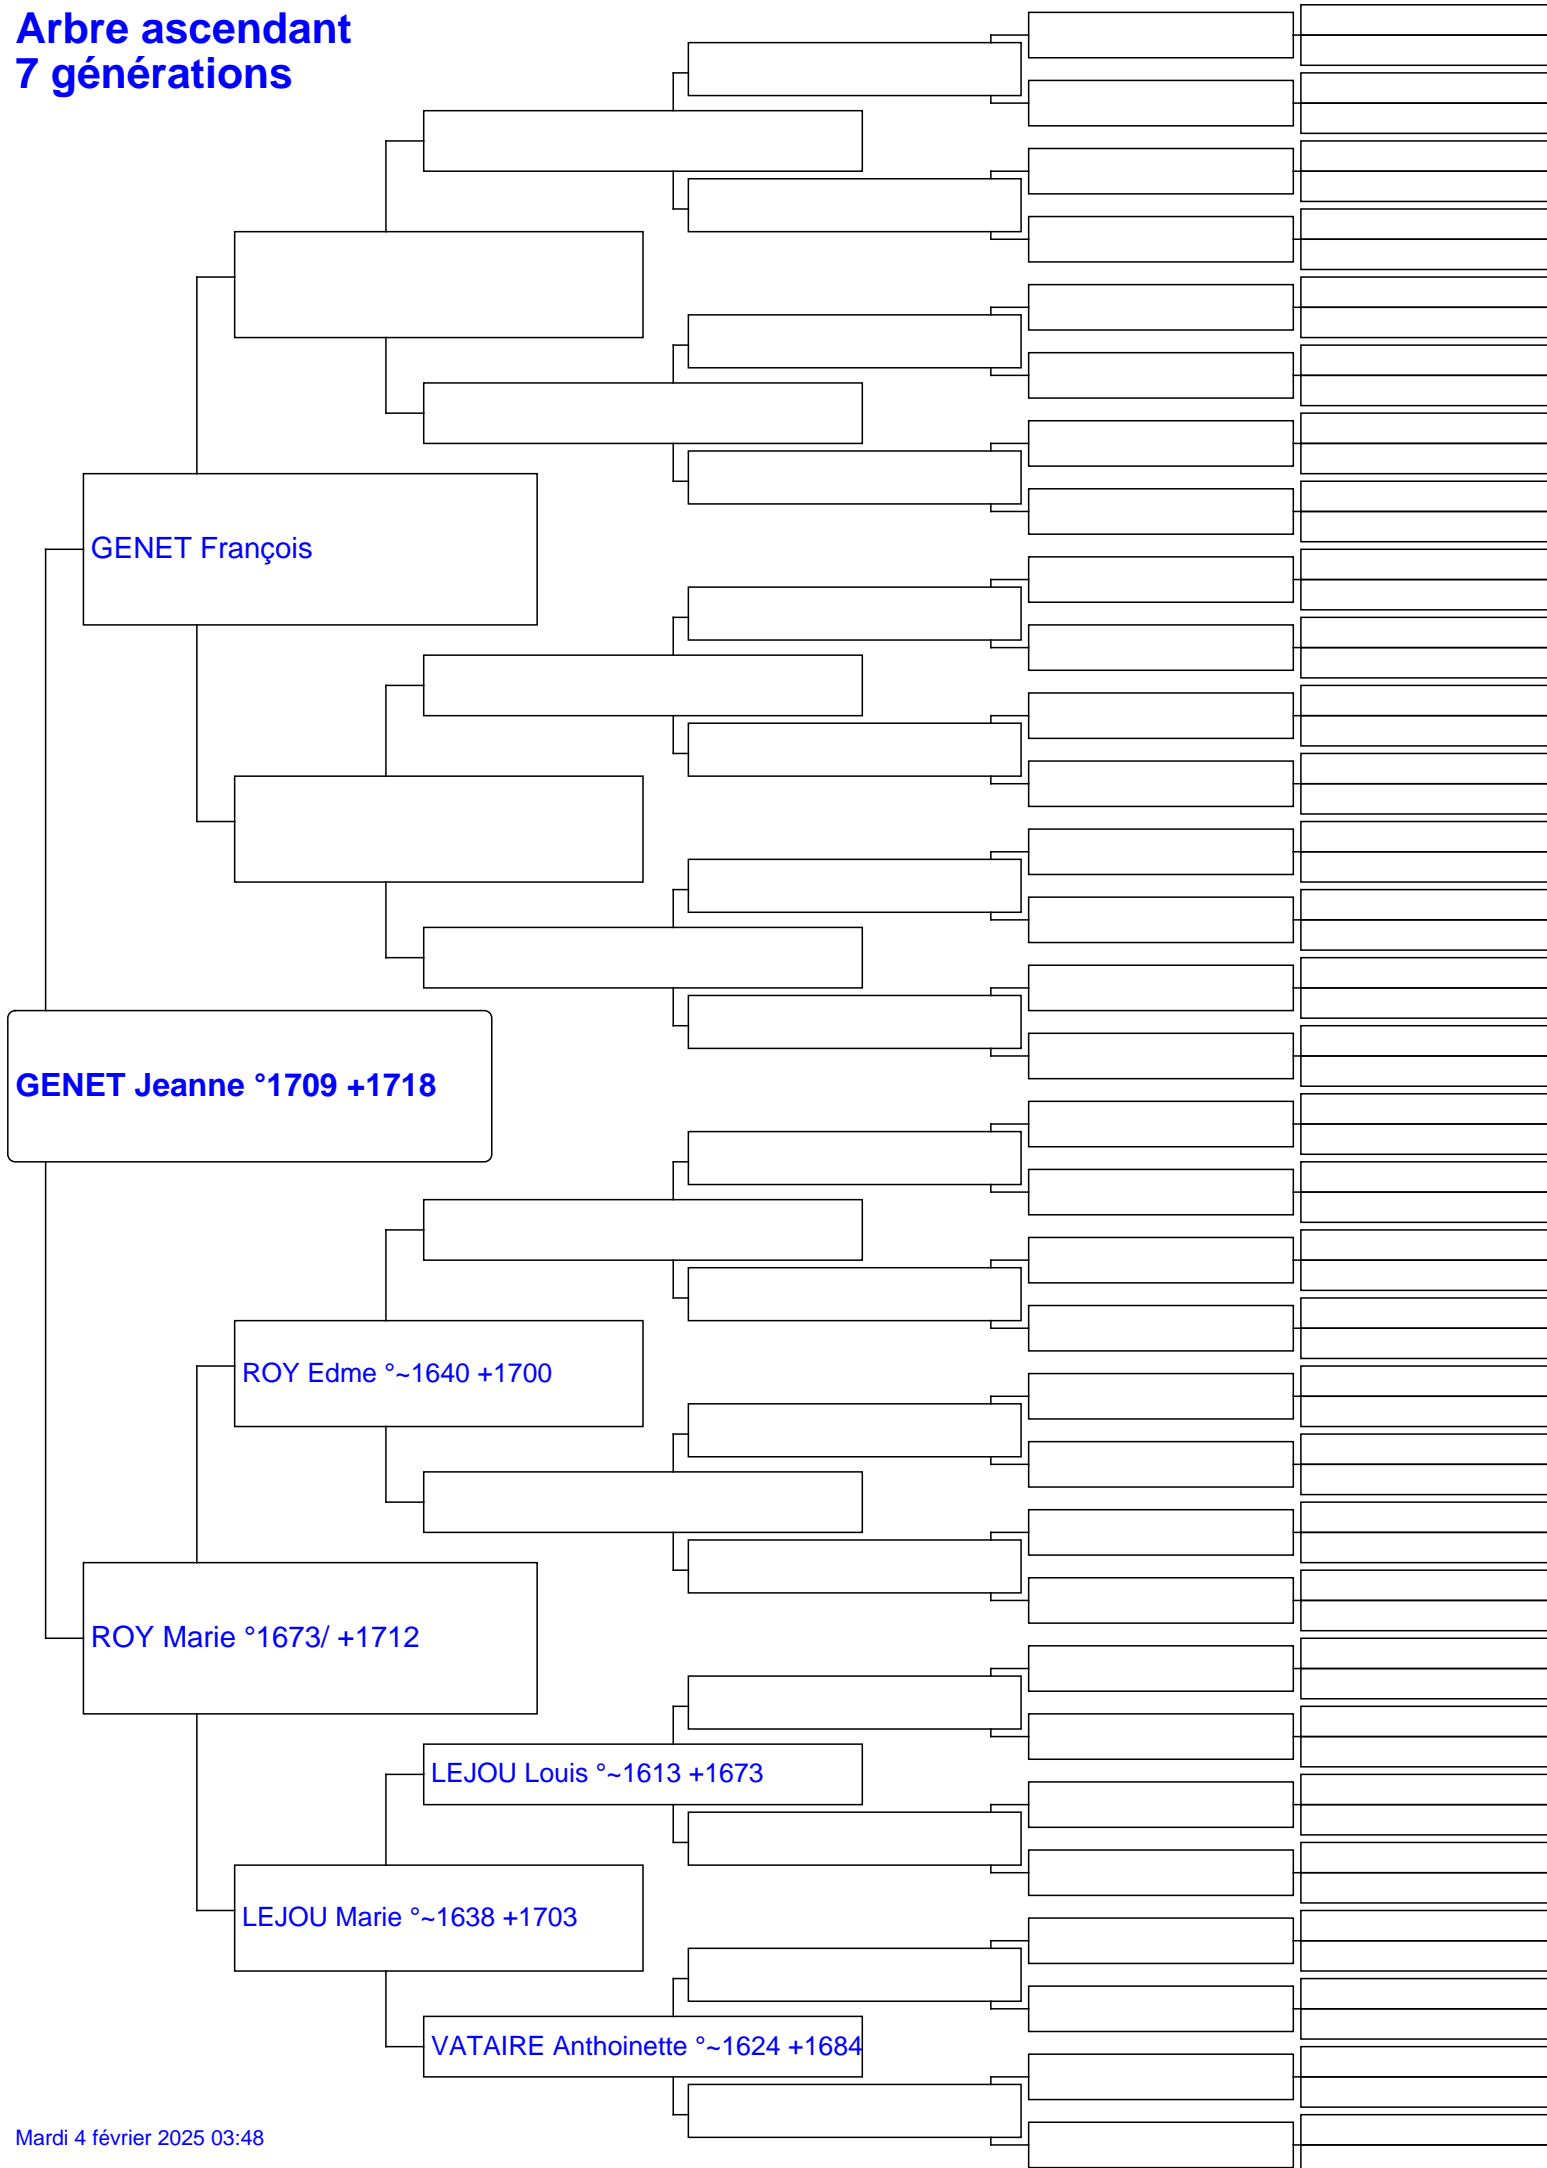 Arbre ascendant
7 générations
GENET François
GENET Jeanne °1709 +1718
ROY Edme °~1640 +1700
ROY Marie °1673/ +1712
LEJOU Louis °~1613 +1673
LEJOU Marie °~1638 +1703
VATAIRE Anthoinette °~1624 +1684
Mardi 4 février 2025 03:48